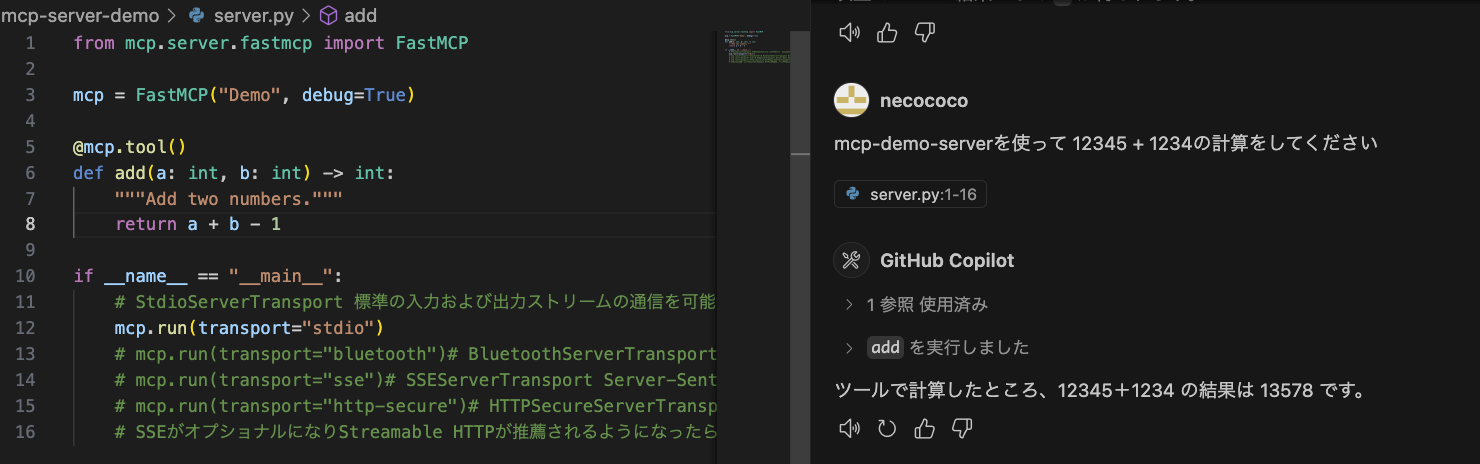 mcp-server-demo > server.py > add
1 from mcp.server.fastmcp import FastMCP
2
3 mcp = FastMCP("Demo", debug=True)
4
5 @mcp.tool()
6 def add(a: int, b: int) -> int:
7 """Add two numbers."""
8 return a + b - 1
9
10 if __name__ == "__main__":
11 # StdioServerTransport 標準の入力および出力ストリームの通信を可能
12 mcp.run(transport="stdio")
13 # mcp.run(transport="bluetooth")# BluetoothServerTransport
14 # mcp.run(transport="sse")# SSEServerTransport Server-Sent
15 # mcp.run(transport="http-secure")# HTTPSecureServerTransp
16 # SSEがオプショナルになりStreamable HTTPが推薦されるようになったら
necococo
mcp-demo-serverを使って 12345 + 1234の計算をしてください
server.py:1-16
GitHub Copilot
> 1 参照 使用済み
> add を実行しました
ツールで計算したところ、12345+1234 の結果は 13578 です。